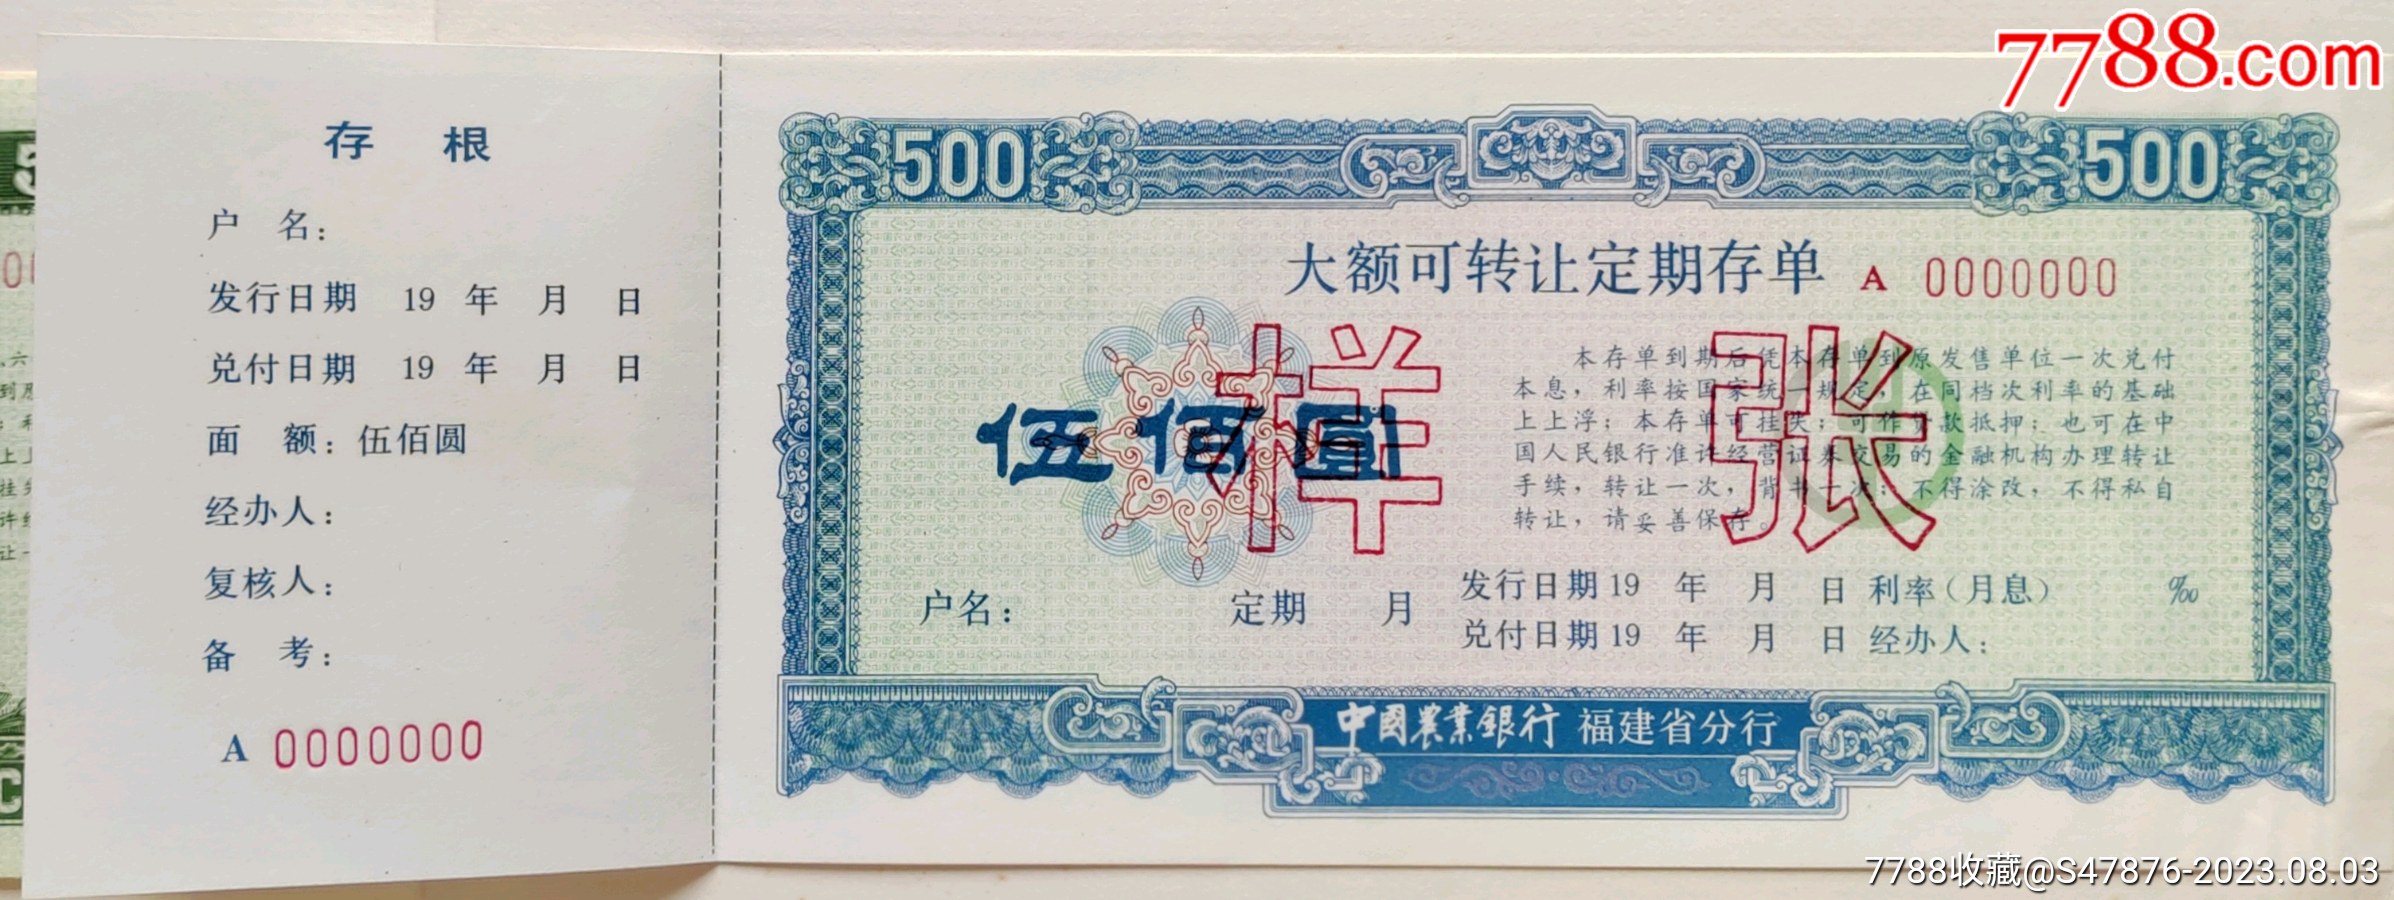 7788.com
存 根
户 名：
发行日期 19 年 月 日
兑付日期 19 年 月 日
面 额：伍佰圆
经办人：
复核人：
备 考：
A 0000000
500
500
大额可转让定期存单 A 0000000
样 张
伍佰圆
本存单到期后凭本存单到原发售单位一次兑付
本息，利率按国家统一规定，在同档次利率的基础
上上浮；本存单可挂失；可作贷款抵押；也可在中
国人民银行准许经营证券交易的金融机构办理转让
手续，转让一次，背书一次；不得涂改，不得私自
转让，请妥善保存。
户名： 定期 月
发行日期 19 年 月 日 利率（月息） ‰
兑付日期 19 年 月 日 经办人：
中國農業銀行 福建省分行
7788收藏@S47876-2023.08.03